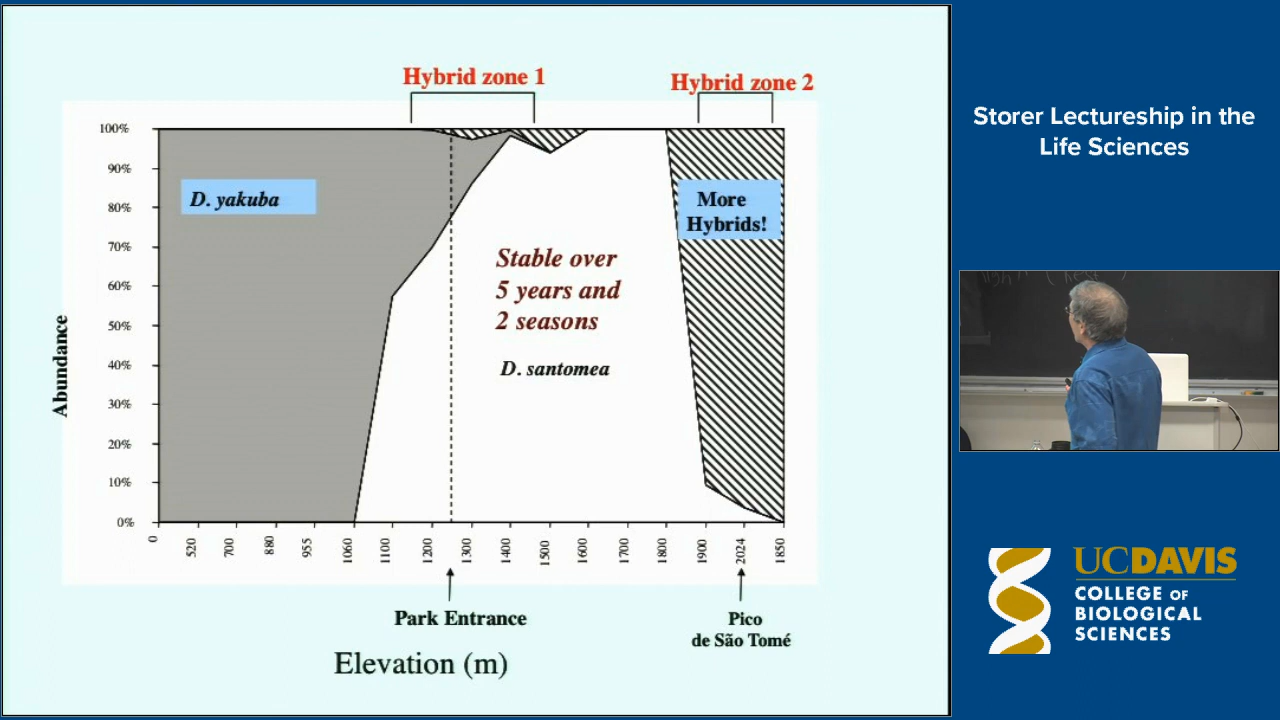 Hybrid zone 1
Hybrid zone 2
100%
90%
80%
70%
60%
50%
40%
30%
20%
10%
0%
Abundance
D. yakuba
More
Hybrids!
Stable over
5 years and
2 seasons
D. santomea
0
520
700
880
955
1060
1100
1200
1300
1400
1500
1600
1700
1800
1900
2024
1850
Park Entrance
Pico
de São Tomé
Elevation (m)
Storer Lectureship in the
Life Sciences
UCDAVIS
COLLEGE OF
BIOLOGICAL
SCIENCES